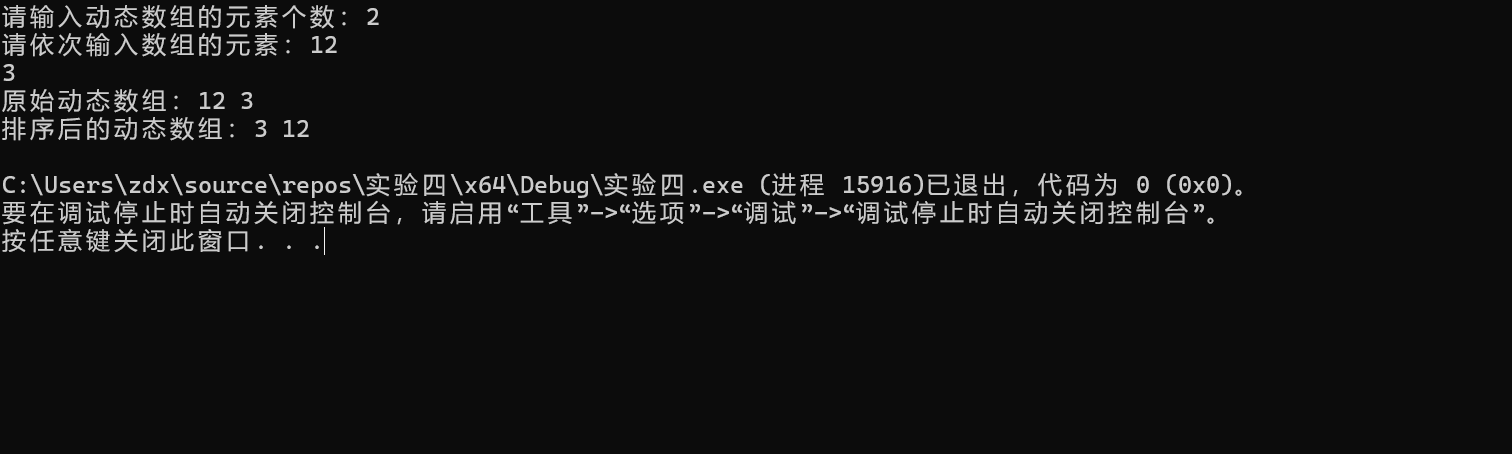 请输入动态数组的元素个数：2
请依次输入数组的元素：12
3
原始动态数组：12 3
排序后的动态数组：3 12
C:\Users\zdx\source\repos\实验四\x64\Debug\实验四.exe (进程 15916)已退出，代码为 0 (0x0)。
要在调试停止时自动关闭控制台，请启用“工具”->“选项”->“调试”->“调试停止时自动关闭控制台”。
按任意键关闭此窗口. . .